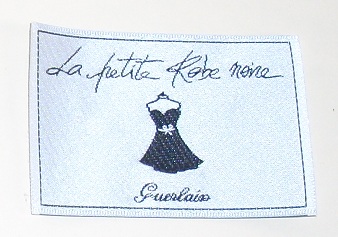 La petite Robe noire
Guerlain